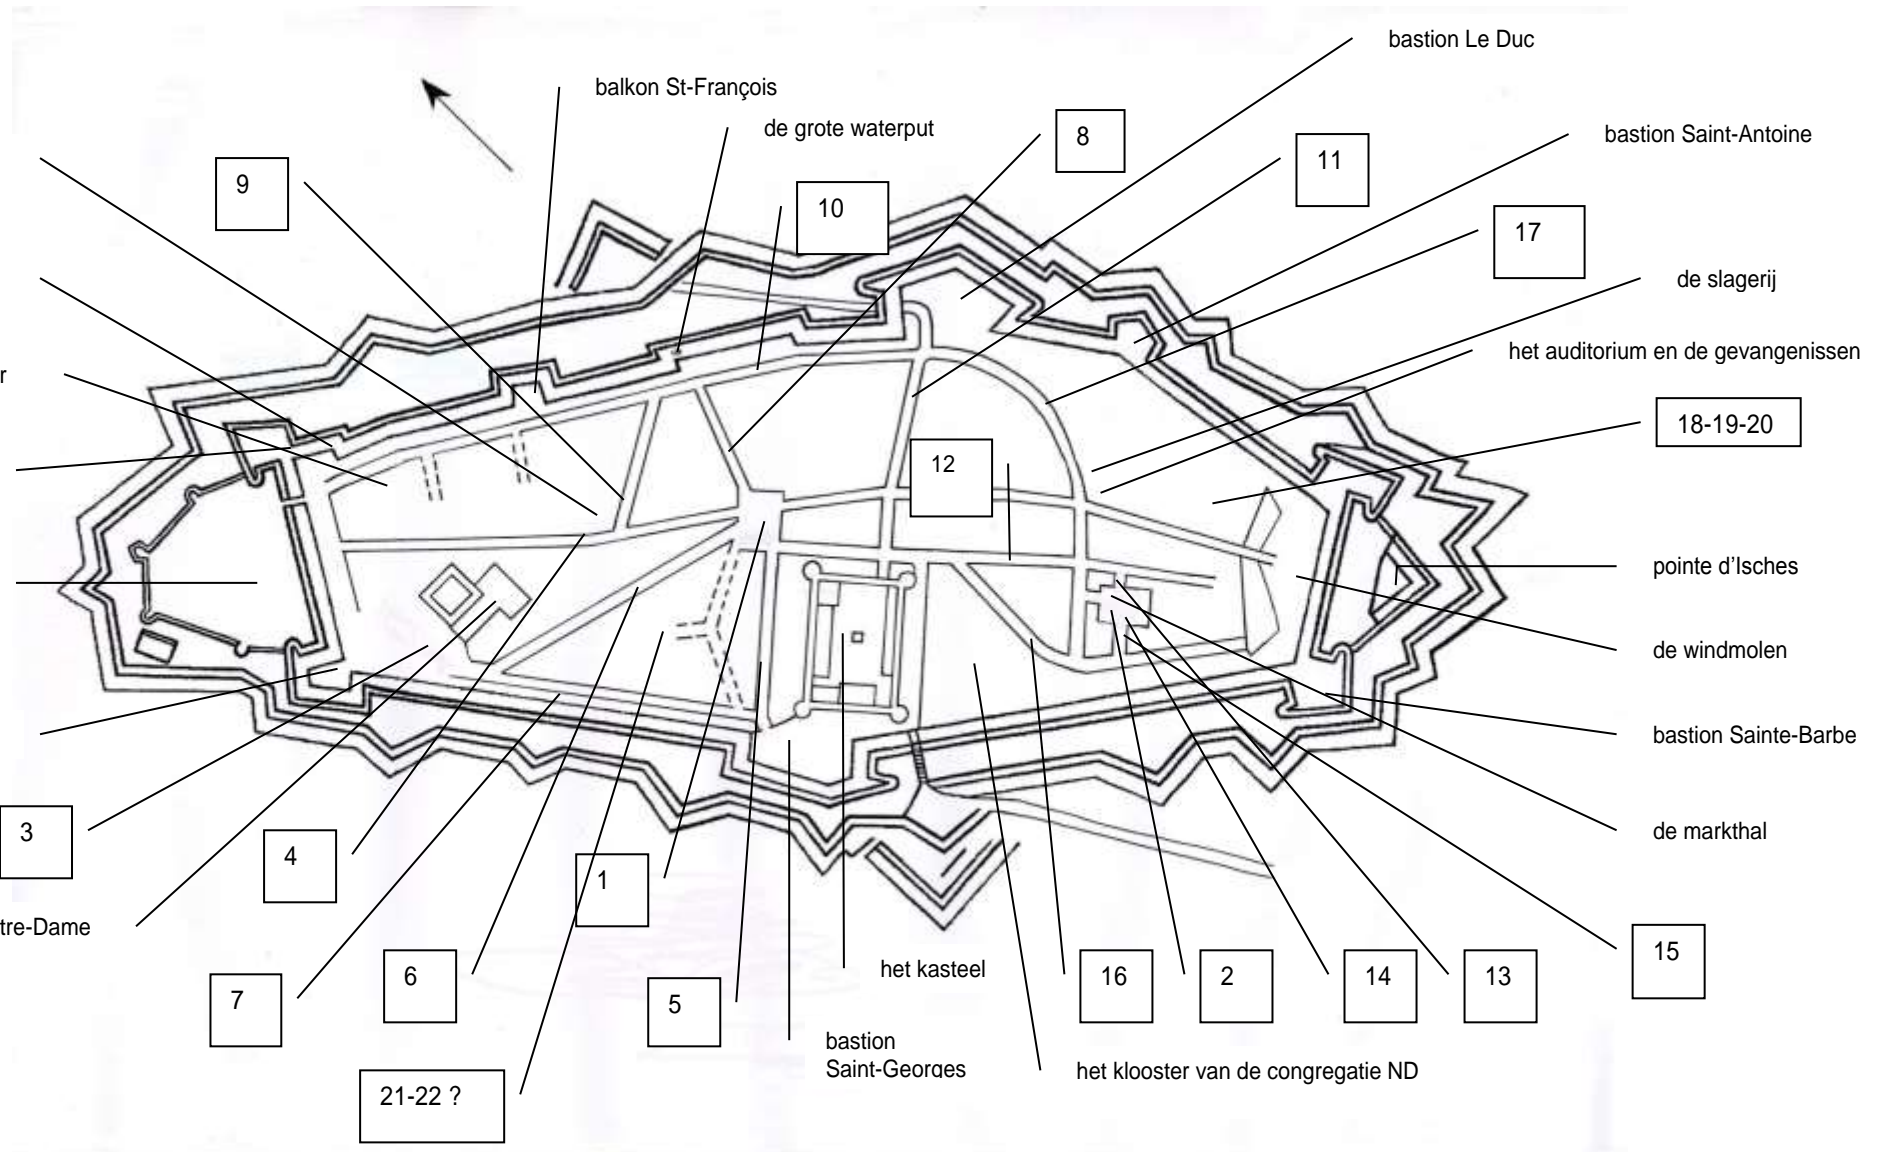 bastion Le Duc
balkon St-François
de grote waterput
8
bastion Saint-Antoine
11
9
10
17
de slagerij
het auditorium en de gevangenissen
r
18-19-20
12
pointe d’Isches
de windmolen
bastion Sainte-Barbe
3
de markthal
4
1
tre-Dame
15
6
het kasteel
16
2
14
13
7
5
bastion
Saint-Georges
het klooster van de congregatie ND
21-22 ?